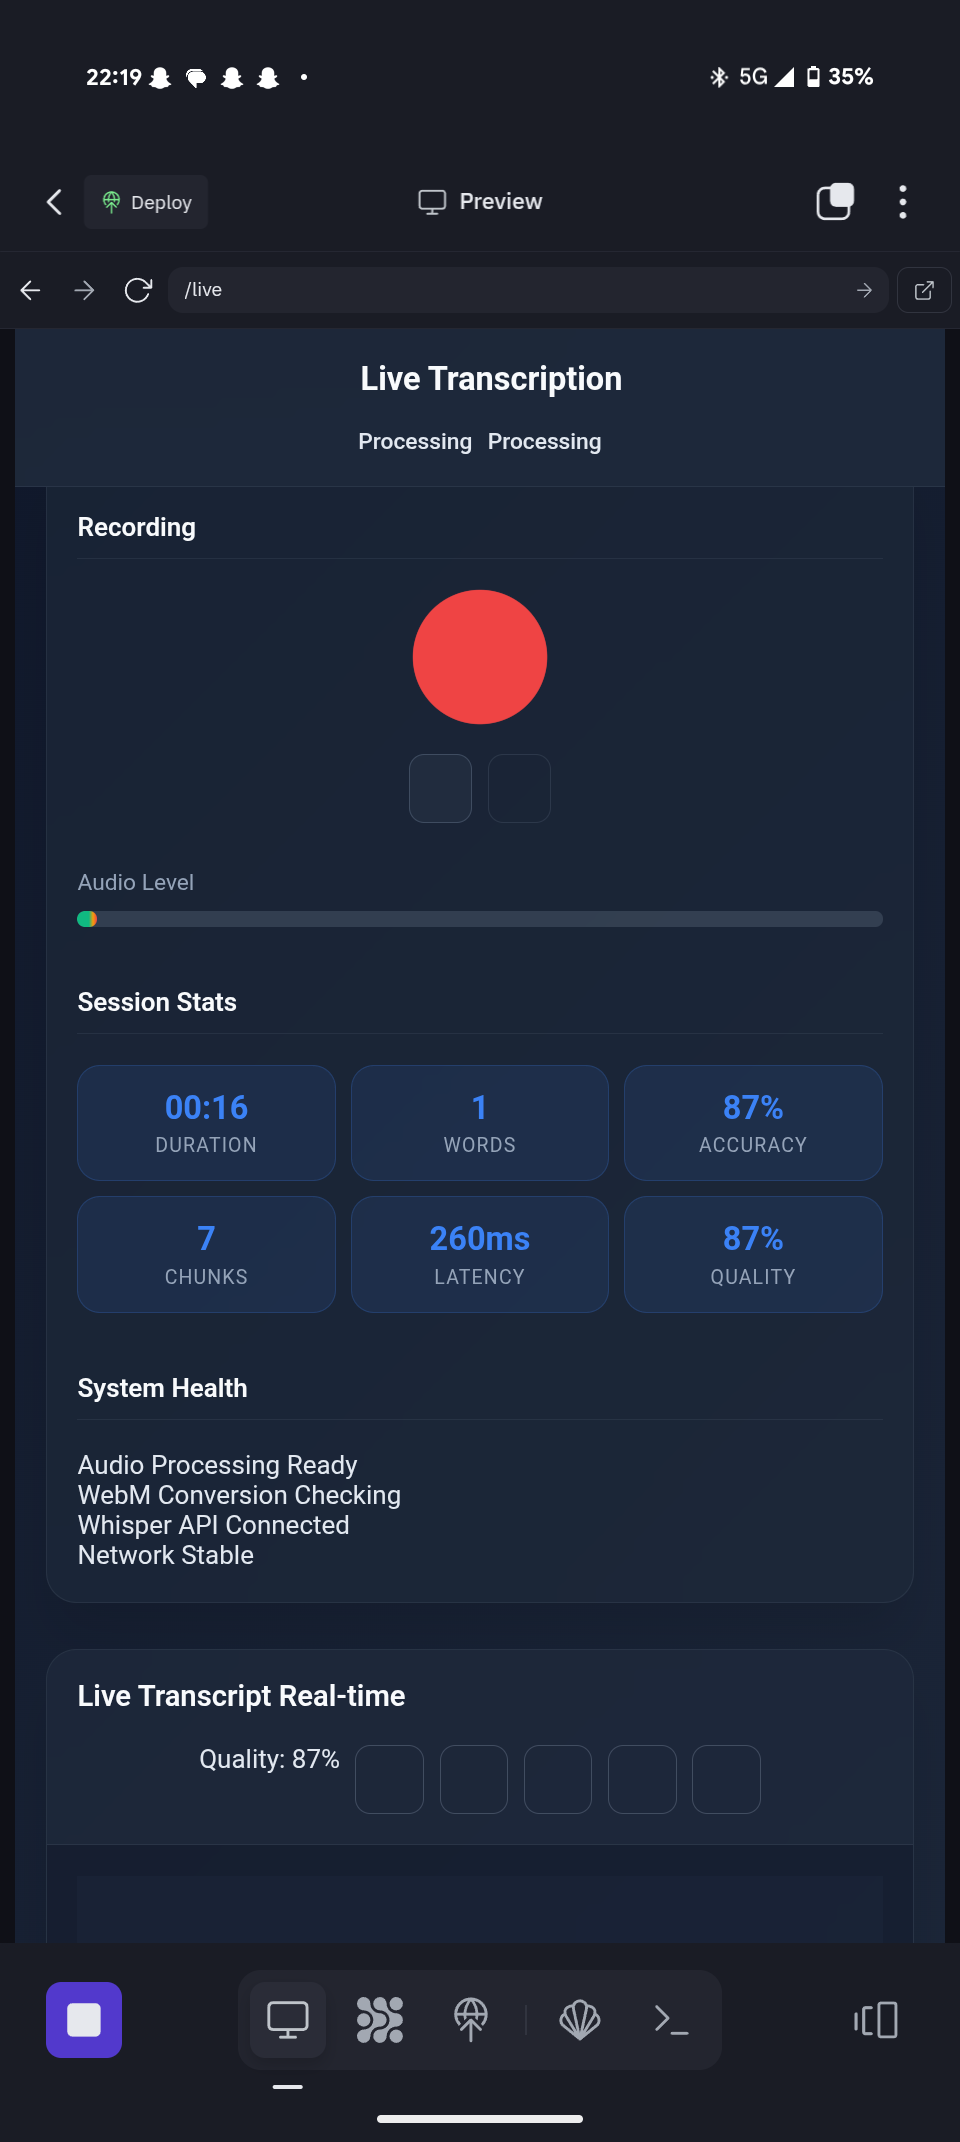 22:19
5G 35%
Deploy
Preview
/live
Live Transcription
Processing Processing
Recording
Audio Level
Session Stats
00:16 1 87%
DURATION WORDS ACCURACY
7 260ms 87%
CHUNKS LATENCY QUALITY
System Health
Audio Processing Ready
WebM Conversion Checking
Whisper API Connected
Network Stable
Live Transcript Real-time
Quality: 87%